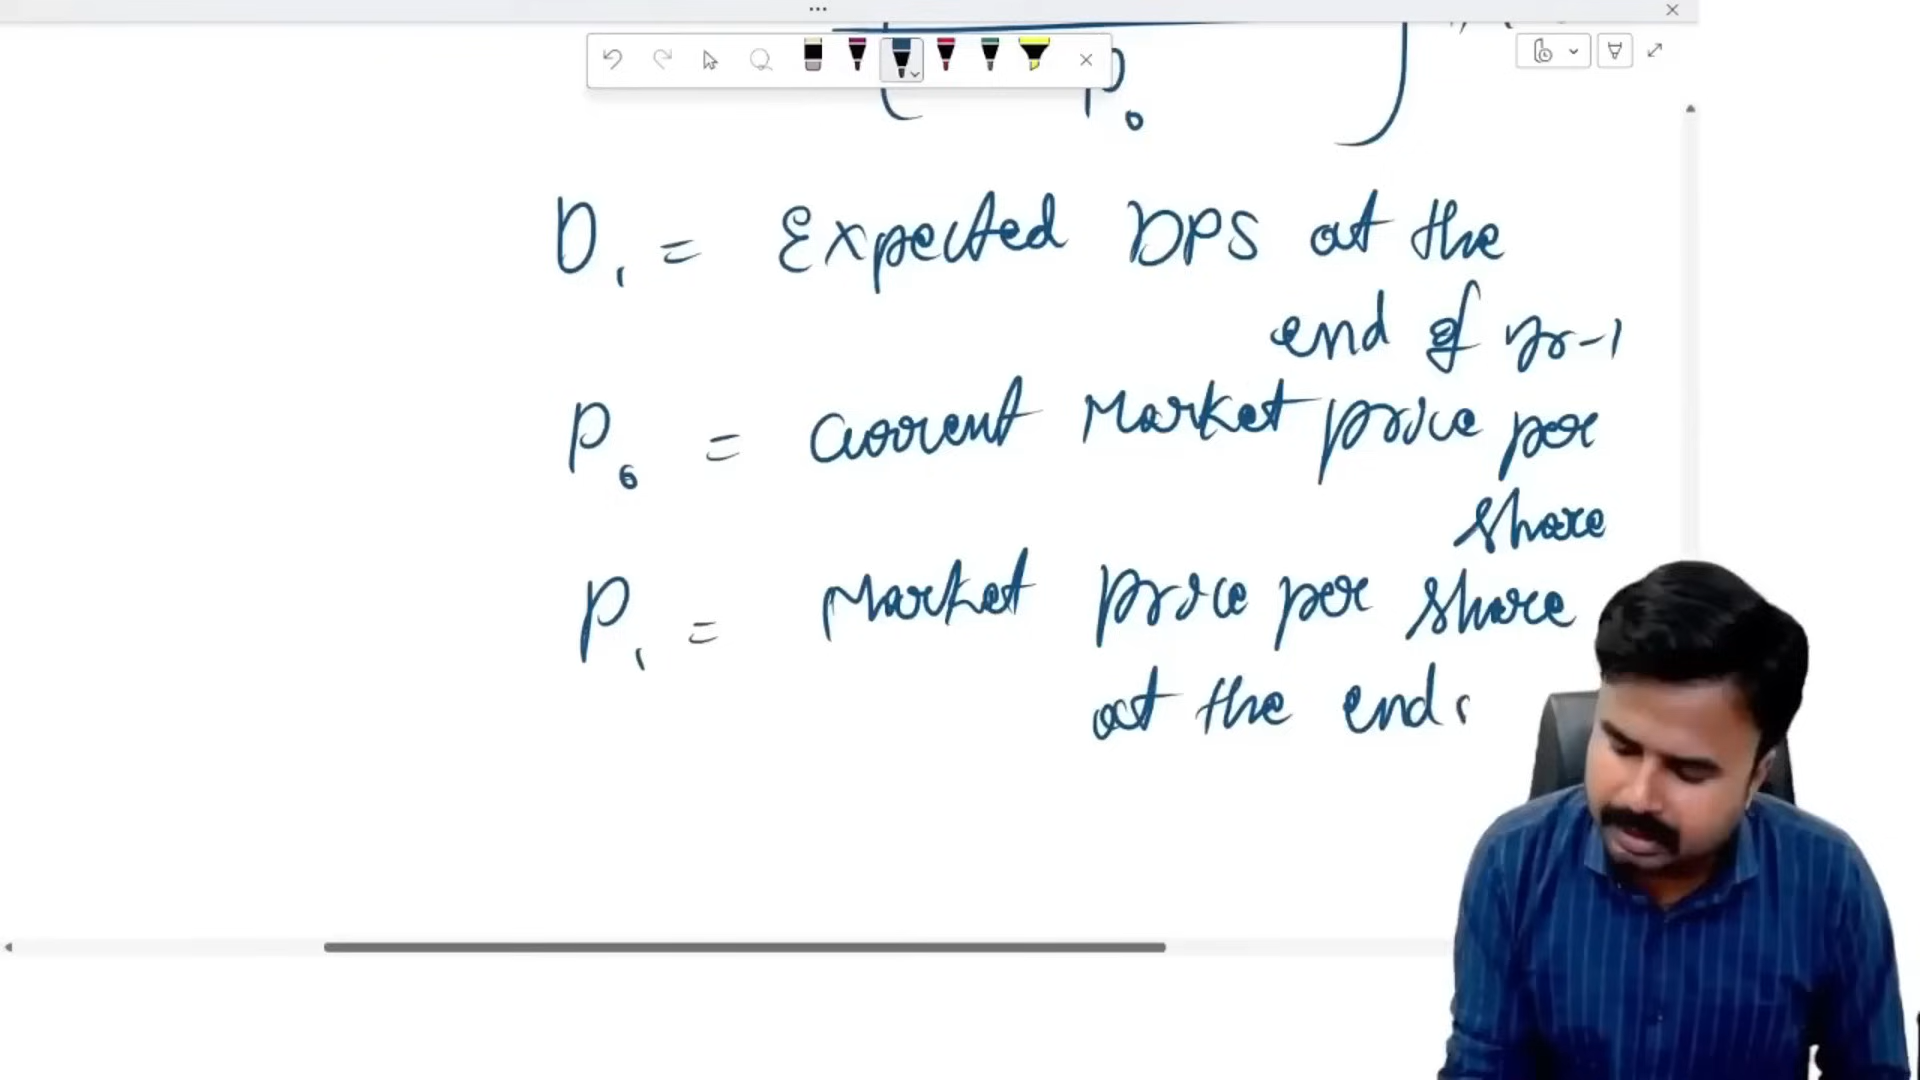 P₀
D₁ = Expected DPS at the
end of yr-1
P₀ = Current Market price per
share
P₁ = Market price per share
at the end